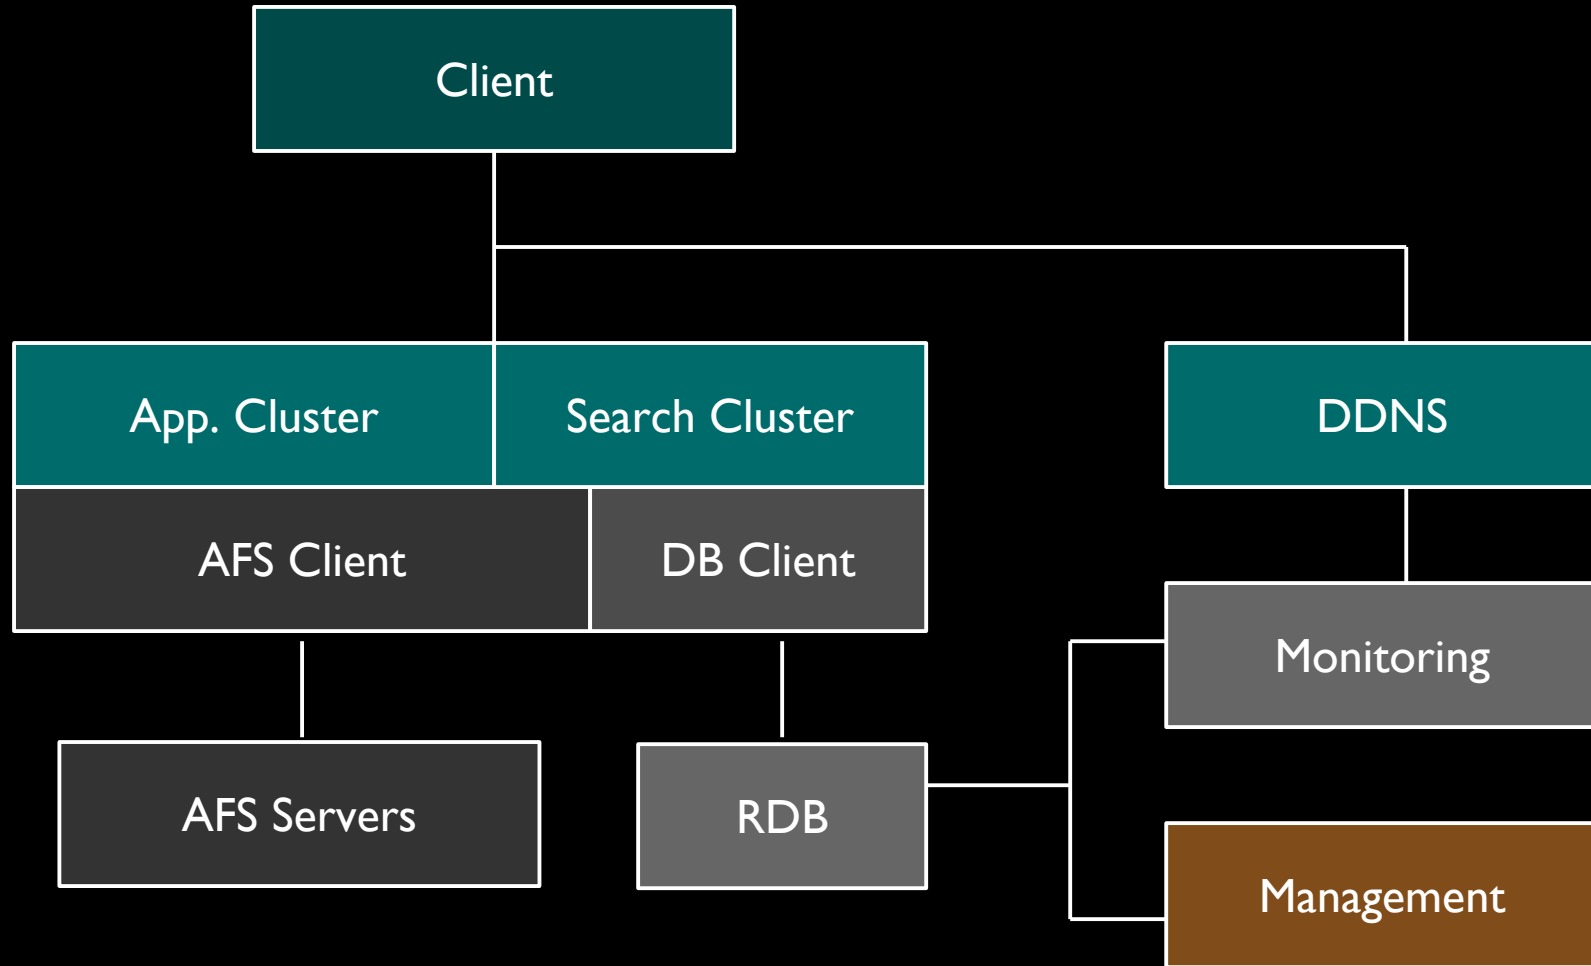 Client
App. Cluster
Search Cluster
DDNS
AFS Client
DB Client
Monitoring
AFS Servers
RDB
Management